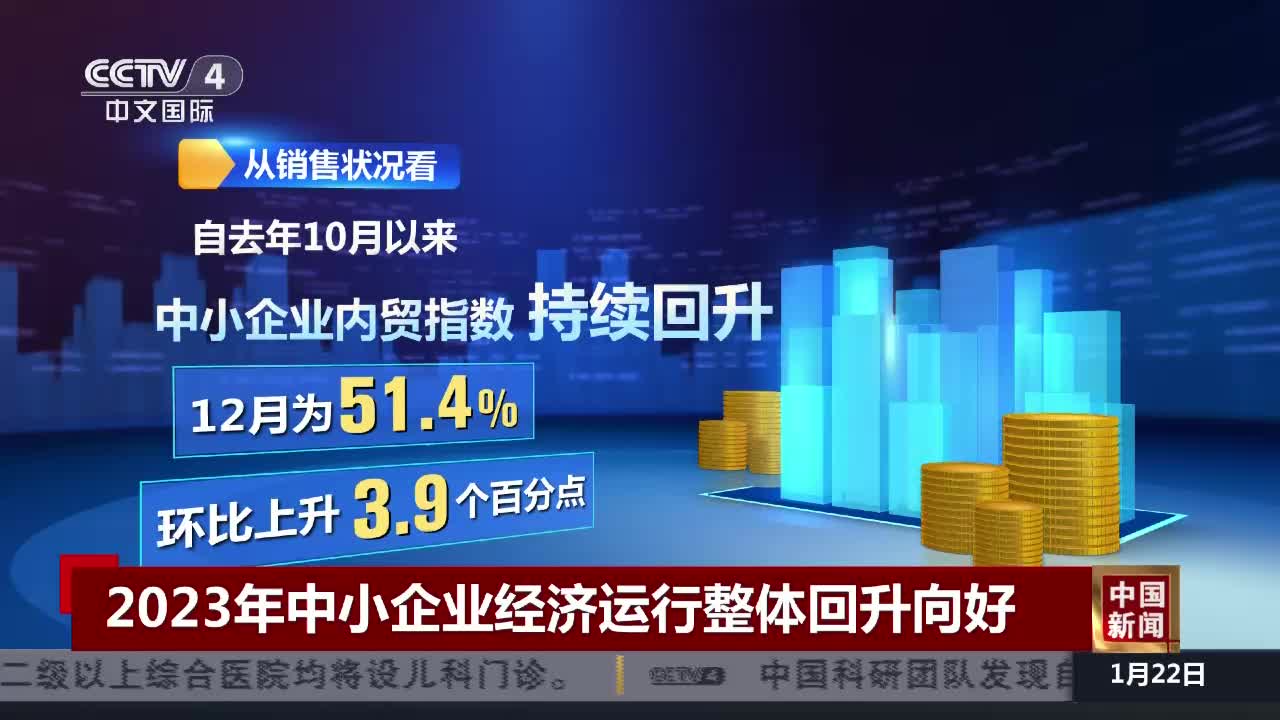 CCTV 4
中文国际
从销售状况看
自去年10月以来
中小企业内贸指数 持续回升
12月为51.4%
环比上升 3.9个百分点
2023年中小企业经济运行整体回升向好
中国
新闻
二级以上综合医院均将设儿科门诊。 CCTV 4 中国科研团队发现自
1月22日